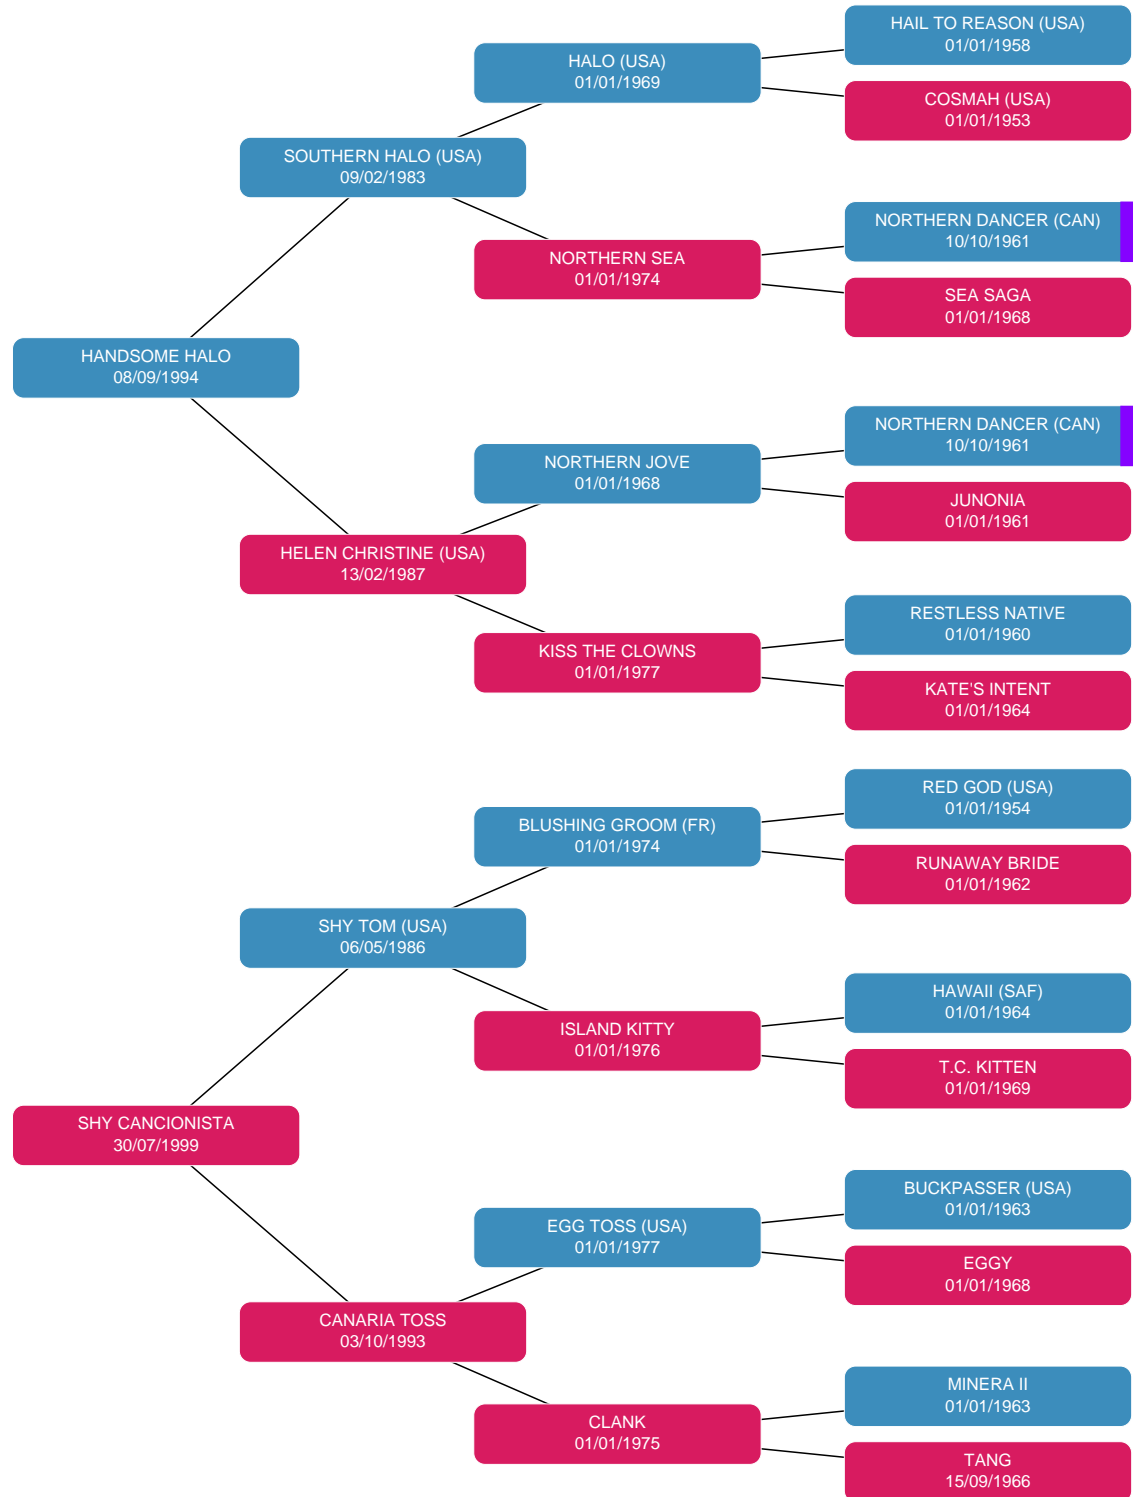 HAIL TO REASON (USA)
01/01/1958
HALO (USA)
01/01/1969
COSMAH (USA)
01/01/1953
SOUTHERN HALO (USA)
09/02/1983
NORTHERN DANCER (CAN)
10/10/1961
NORTHERN SEA
01/01/1974
SEA SAGA
01/01/1968
HANDSOME HALO
08/09/1994
NORTHERN DANCER (CAN)
10/10/1961
NORTHERN JOVE
01/01/1968
JUNONIA
01/01/1961
HELEN CHRISTINE (USA)
13/02/1987
RESTLESS NATIVE
01/01/1960
KISS THE CLOWNS
01/01/1977
KATE'S INTENT
01/01/1964
RED GOD (USA)
01/01/1954
BLUSHING GROOM (FR)
01/01/1974
RUNAWAY BRIDE
01/01/1962
SHY TOM (USA)
06/05/1986
HAWAII (SAF)
01/01/1964
ISLAND KITTY
01/01/1976
T.C. KITTEN
01/01/1969
SHY CANCIONISTA
30/07/1999
BUCKPASSER (USA)
01/01/1963
EGG TOSS (USA)
01/01/1977
EGGY
01/01/1968
CANARIA TOSS
03/10/1993
MINERA II
01/01/1963
CLANK
01/01/1975
TANG
15/09/1966